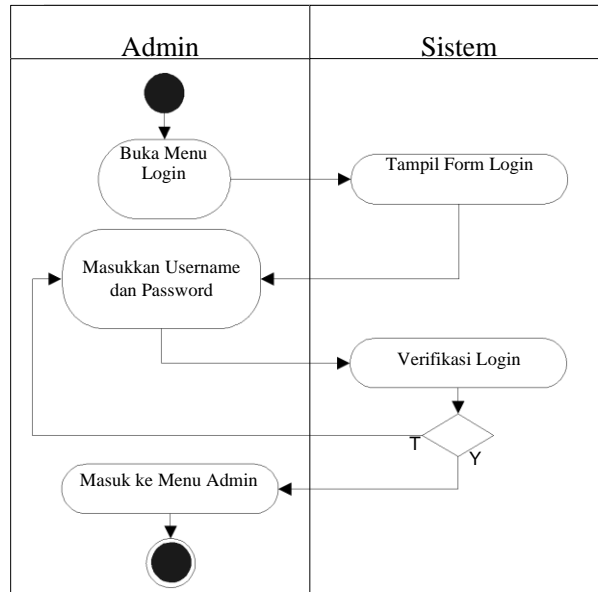 Admin
Sistem
Buka Menu
Login
Tampil Form Login
Masukkan Username
dan Password
Verifikasi Login
T
Y
Masuk ke Menu Admin